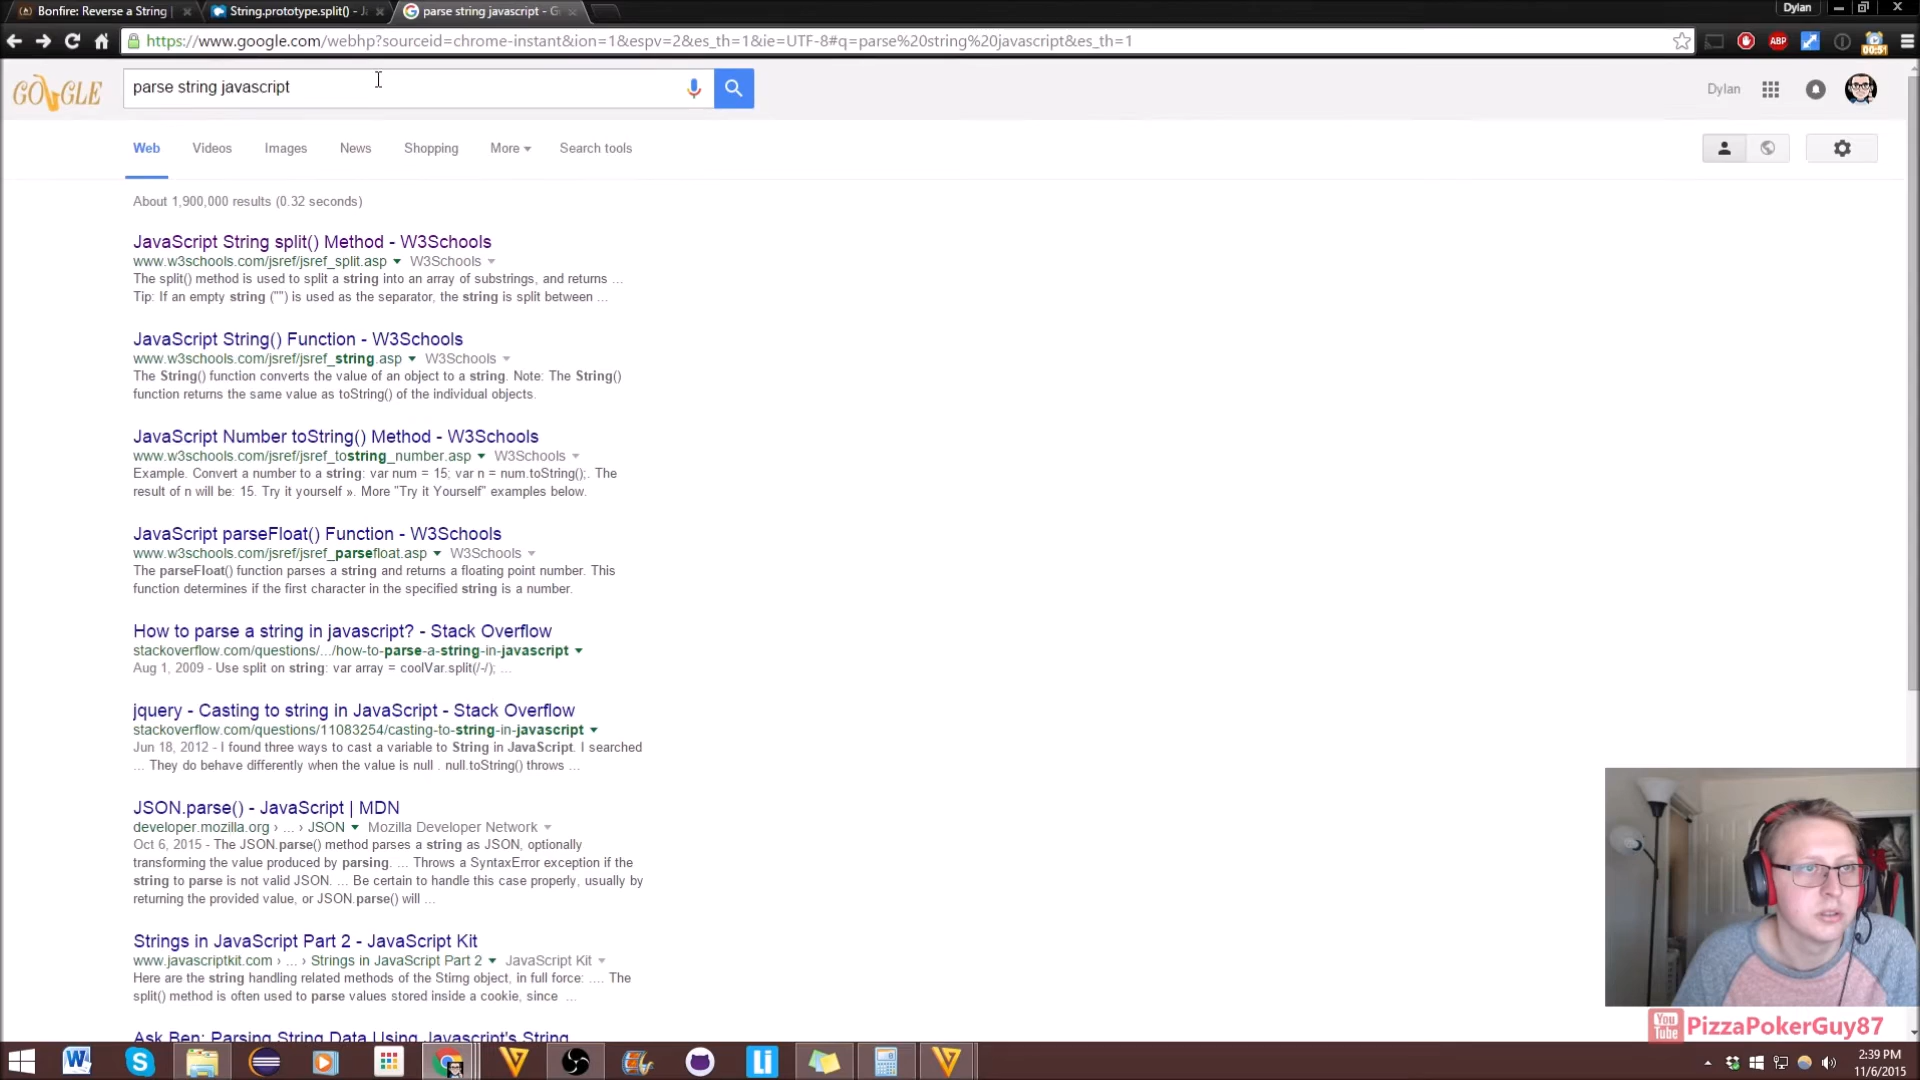 Bonfire: Reverse a String
String.prototype.split() - J
parse string javascript - G
Dylan
https://www.google.com/webhp?sourceid=chrome-instant&ion=1&espv=2&es_th=1&ie=UTF-8#q=parse%20string%20javascript&es_th=1
ABP
00:51
GOOGLE
parse string javascript
Dylan
Web
Videos
Images
News
Shopping
More
Search tools
About 1,900,000 results (0.32 seconds)
JavaScript String split() Method - W3Schools
www.w3schools.com/jsref/jsref_split.asp W3Schools
The split() method is used to split a string into an array of substrings, and returns ...
Tip: If an empty string ("") is used as the separator, the string is split between ...
JavaScript String() Function - W3Schools
www.w3schools.com/jsref/jsref_string.asp W3Schools
The String() function converts the value of an object to a string. Note: The String()
function returns the same value as toString() of the individual objects.
JavaScript Number toString() Method - W3Schools
www.w3schools.com/jsref/jsref_tostring_number.asp W3Schools
Example. Convert a number to a string: var num = 15; var n = num.toString();. The
result of n will be: 15. Try it yourself ». More "Try it Yourself" examples below.
JavaScript parseFloat() Function - W3Schools
www.w3schools.com/jsref/jsref_parsefloat.asp W3Schools
The parseFloat() function parses a string and returns a floating point number. This
function determines if the first character in the specified string is a number.
How to parse a string in javascript? - Stack Overflow
stackoverflow.com/questions/.../how-to-parse-a-string-in-javascript
Aug 1, 2009 - Use split on string: var array = coolVar.split(/-/); ...
jquery - Casting to string in JavaScript - Stack Overflow
stackoverflow.com/questions/11083254/casting-to-string-in-javascript
Jun 18, 2012 - I found three ways to cast a variable to String in JavaScript. I searched
... They do behave differently when the value is null . null.toString() throws ...
JSON.parse() - JavaScript | MDN
developer.mozilla.org › ... › JSON Mozilla Developer Network
Oct 6, 2015 - The JSON.parse() method parses a string as JSON, optionally
transforming the value produced by parsing. ... Throws a SyntaxError exception if the
string to parse is not valid JSON. ... Be certain to handle this case properly, usually by
returning the provided value, or JSON.parse() will ...
Strings in JavaScript Part 2 - JavaScript Kit
www.javascriptkit.com › ... › Strings in JavaScript Part 2 JavaScript Kit
Here are the string handling related methods of the Stirng object, in full force: .... The
split() method is often used to parse values stored inside a cookie, since ...
Ask Ben: Parsing String Data Using Javascript's String
You Tube PizzaPokerGuy87
W
S
Li
2:39 PM
11/6/2015